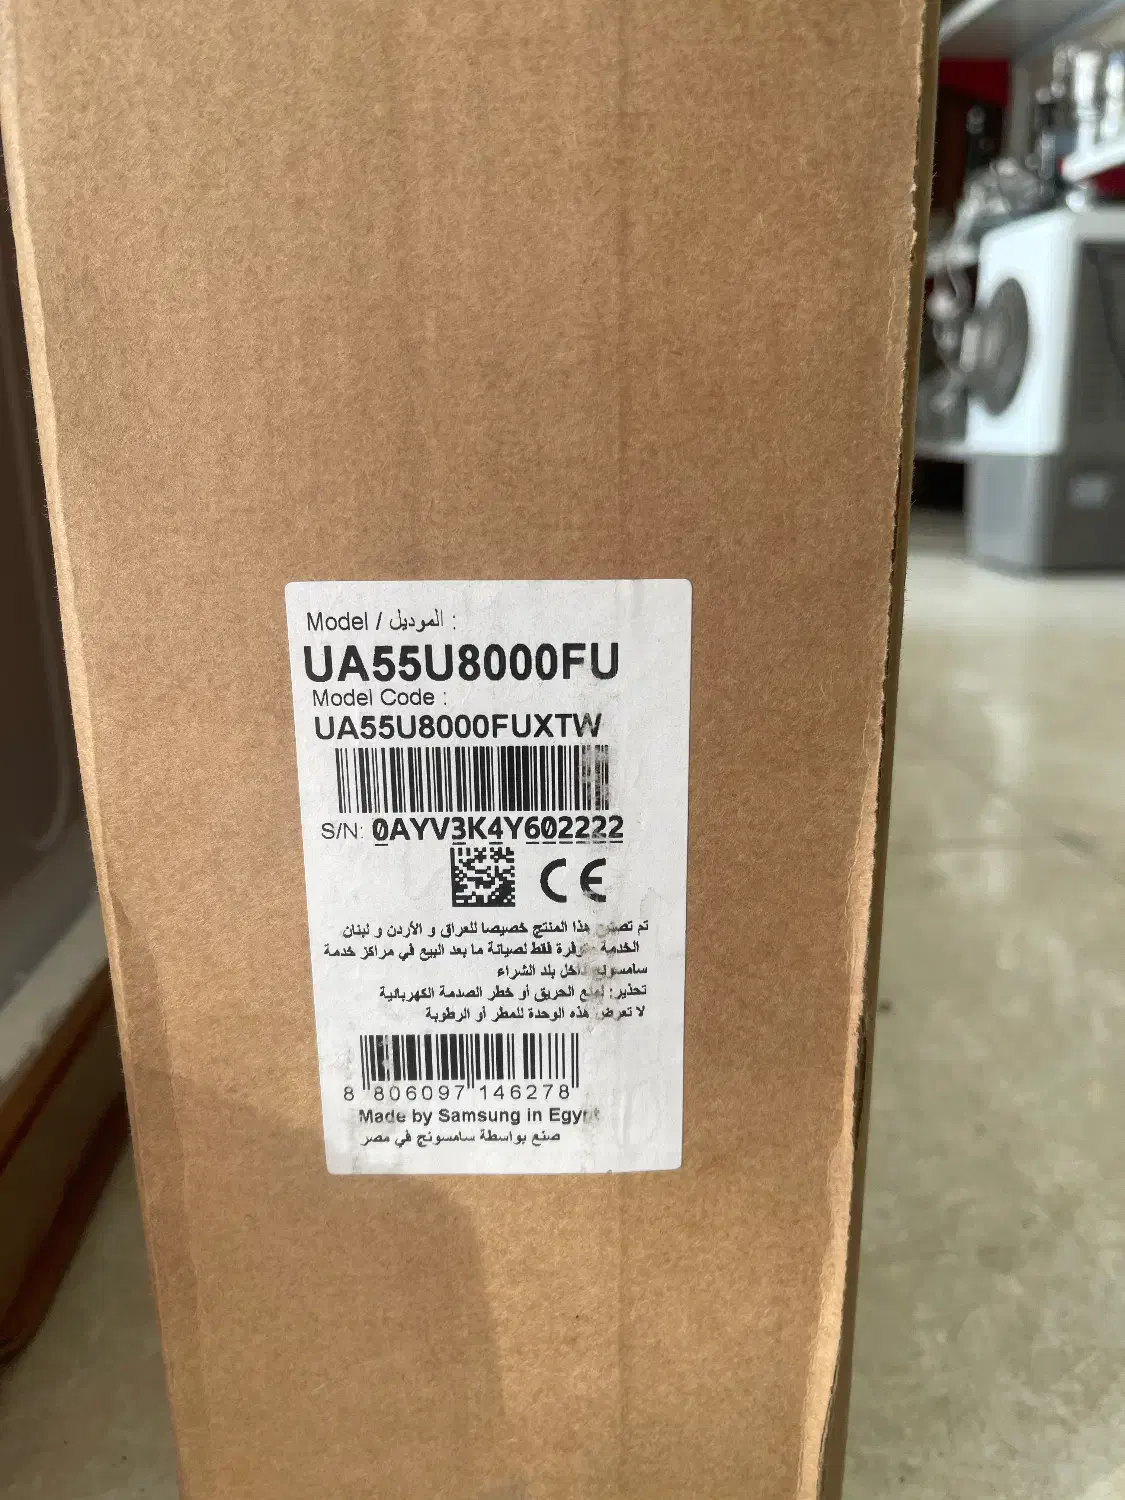 Model / الموديل :
UA55U8000FU
Model Code :
UA55U8000FUXTW
S/N: 0AYV3K4Y602222
CE
تم تصنيع هذا المنتج خصيصا للعراق و الأردن و لبنان
الخدمة متوفرة فقط لصيانة ما بعد البيع في مراكز خدمة
سامسونج داخل بلد الشراء
تحذير: لمنع الحريق أو خطر الصدمة الكهربائية
لا تعرض هذه الوحدة للمطر أو الرطوبة
8 806097 146278
Made by Samsung in Egypt
صنع بواسطة سامسونج في مصر